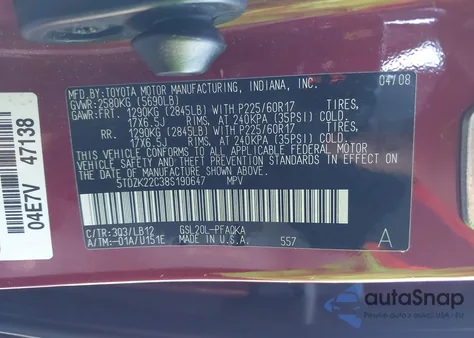 MFD. BY: TOYOTA MOTOR MANUFACTURING, INDIANA, INC. 04/08
GVWR: 2580KG (5690LB)
GAWR: FRT. 1290KG (2845LB) WITH P225/60R17 TIRES,
17X6.5J RIMS, AT 240KPA (35PSI) COLD
RR. 1290KG (2845LB) WITH P225/60R17 TIRES,
17X6.5J RIMS, AT 240KPA (35PSI) COLD
THIS VEHICLE CONFORMS TO ALL APPLICABLE FEDERAL MOTOR
VEHICLE SAFETY AND THEFT PREVENTION STANDARDS IN EFFECT
ON THE DATE OF MANUFACTURE SHOWN ABOVE.
5TDZK22C38S190647 MPV
C/TR: 3Q3/LB12 GSL20L-PFAQKA
A/TM:-01A/U151E MADE IN U.S.A. 557 A
04E7V 47138
autoSnap